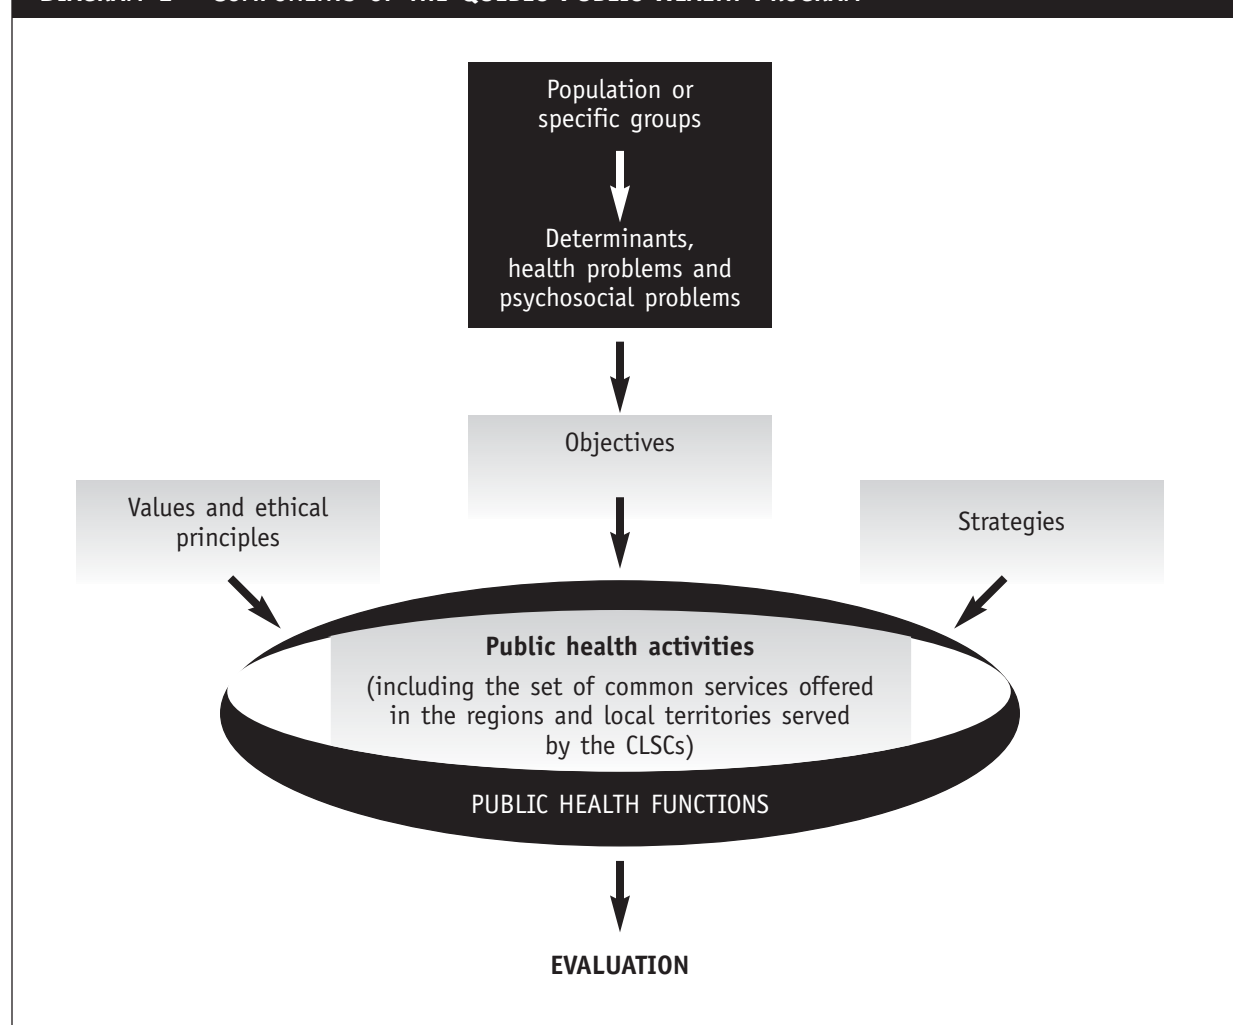 Population or
specific groups
Determinants,
health problems and
psychosocial problems
Objectives
Values and ethical
principles
Strategies
Public health activities
(including the set of common services offered
in the regions and local territories served
by the CLSCs)
PUBLIC HEALTH FUNCTIONS
EVALUATION